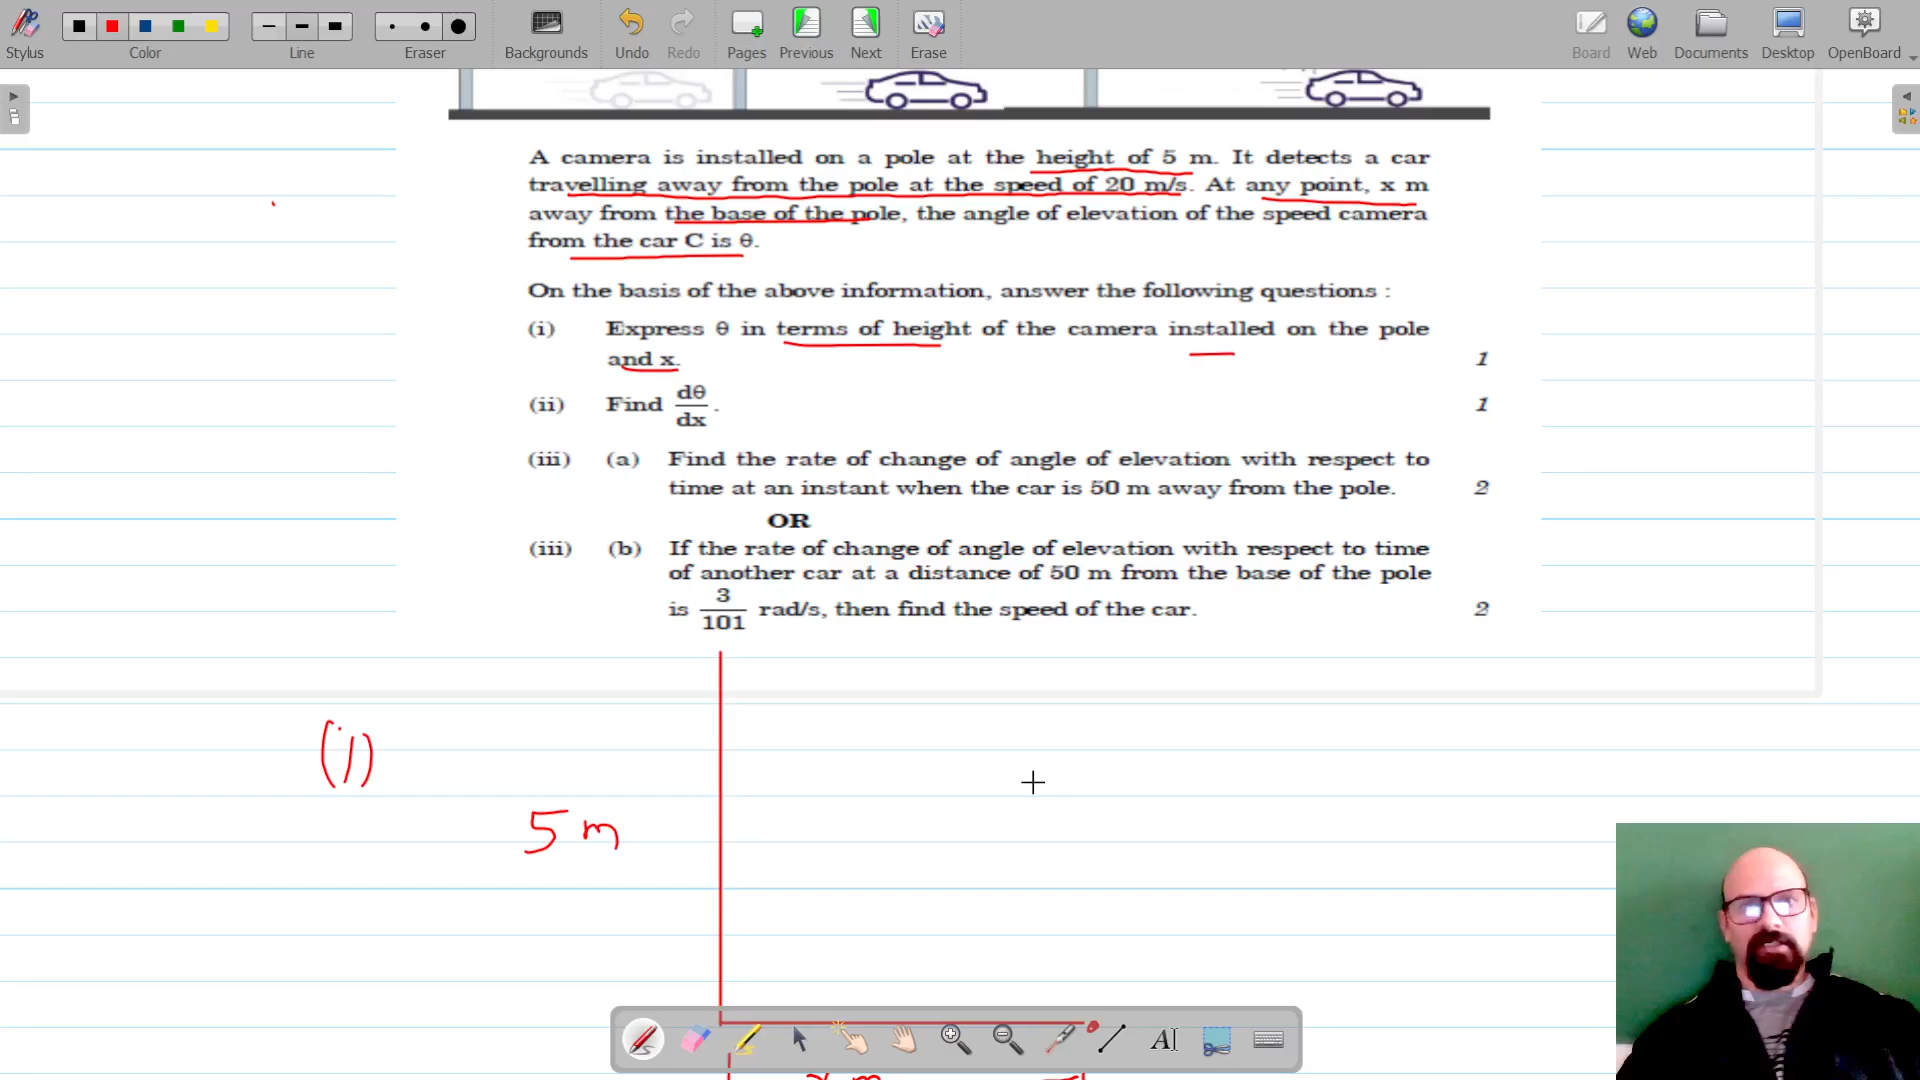 Stylus Color Line Eraser Backgrounds Undo Redo Pages Previous Next Erase Board Web Documents Desktop OpenBoard
A camera is installed on a pole at the height of 5 m. It detects a car
travelling away from the pole at the speed of 20 m/s. At any point, x m
away from the base of the pole, the angle of elevation of the speed camera
from the car C is θ.
On the basis of the above information, answer the following questions :
(i) Express θ in terms of height of the camera installed on the pole
and x. 1
(ii) Find dθ/dx. 1
(iii) (a) Find the rate of change of angle of elevation with respect to
time at an instant when the car is 50 m away from the pole. 2
OR
(iii) (b) If the rate of change of angle of elevation with respect to time
of another car at a distance of 50 m from the base of the pole
is 3/101 rad/s, then find the speed of the car. 2
(i)
5 m